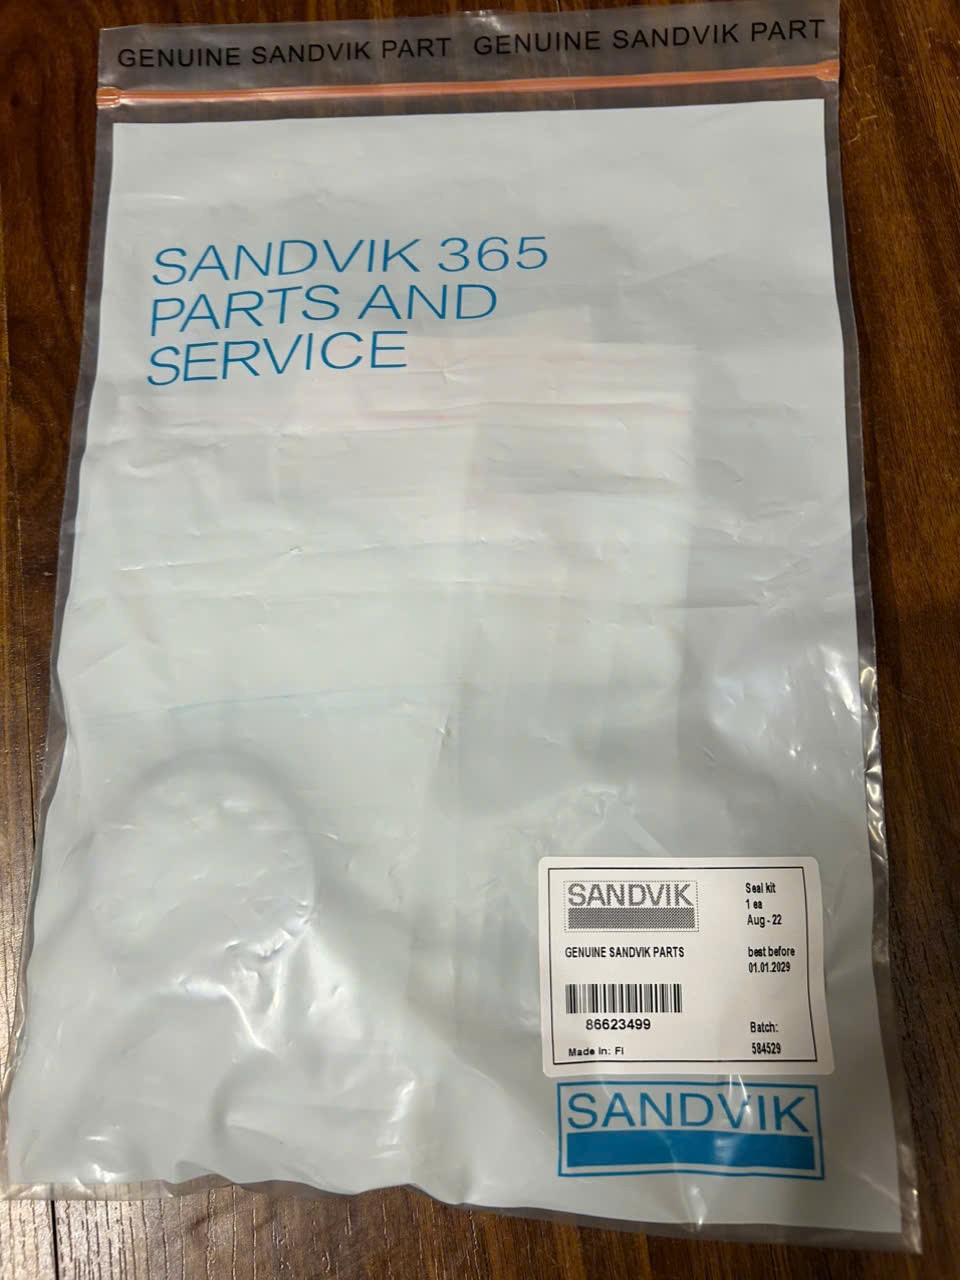 GENUINE SANDVIK PART GENUINE SANDVIK PART
SANDVIK 365
PARTS AND
SERVICE
SANDVIK
GENUINE SANDVIK PARTS
86623499
Made in: FI
Seal kit
1 ea
Aug - 22
best before
01.01.2029
Batch:
584529
SANDVIK